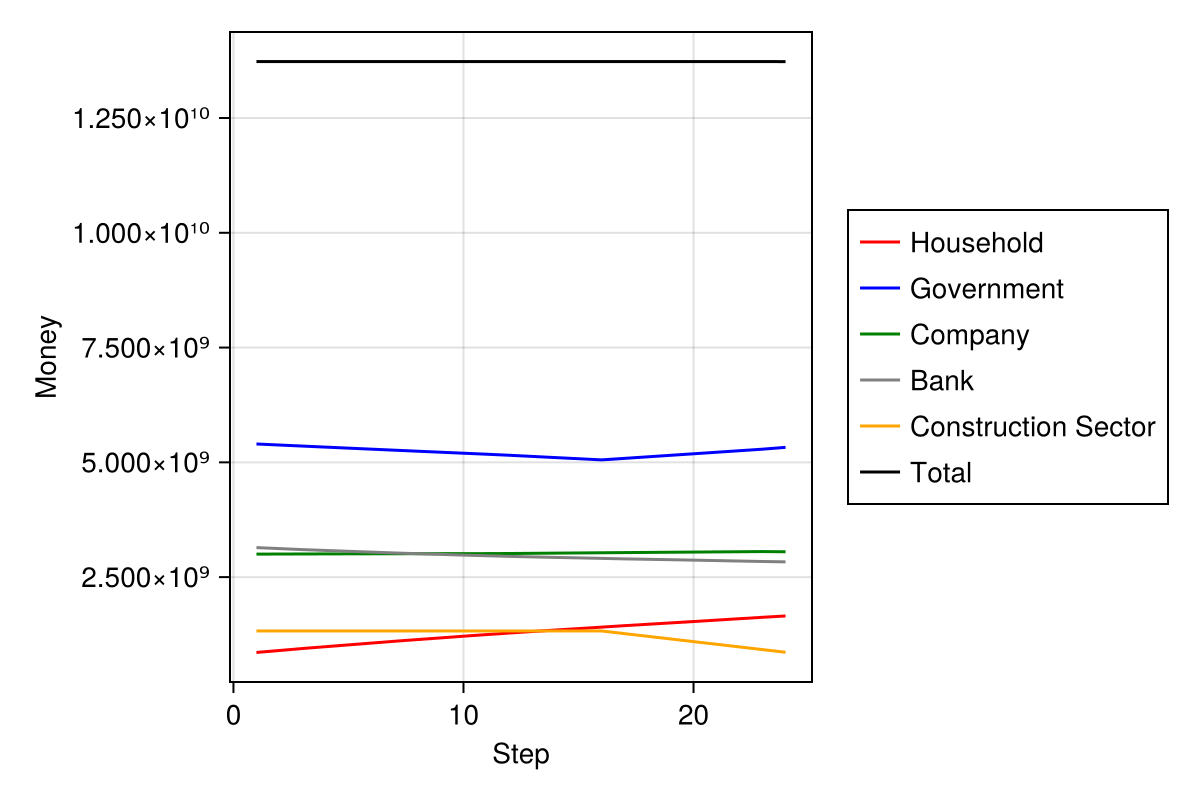 1.250×10¹⁰
1.000×10¹⁰
7.500×10⁹
5.000×10⁹
2.500×10⁹
Money
0 10 20
Step
Household
Government
Company
Bank
Construction Sector
Total